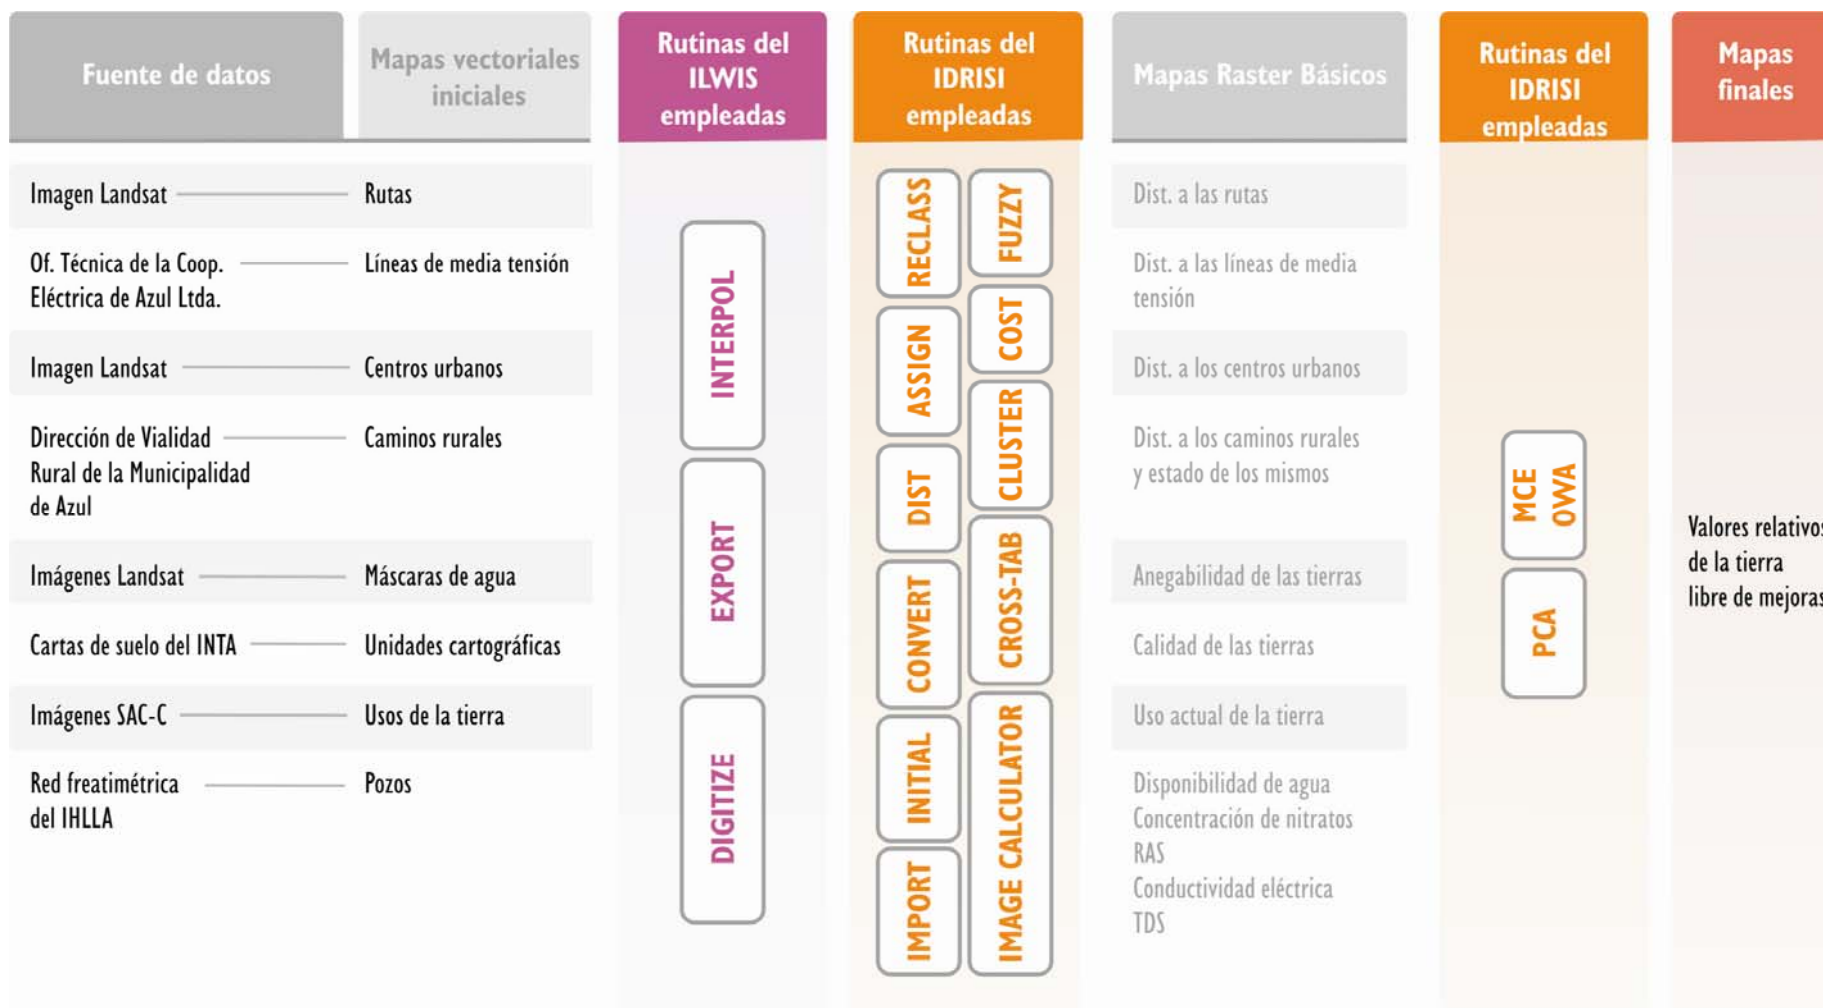 Fuente de datos
Mapas vectoriales
iniciales
Rutinas del
ILWIS
empleadas
Rutinas del
IDRISI
empleadas
Mapas Raster Básicos
Rutinas del
IDRISI
empleadas
Mapas
finales
Imagen Landsat
Rutas
Of. Técnica de la Coop.
Eléctrica de Azul Ltda.
Líneas de media tensión
Imagen Landsat
Centros urbanos
Dirección de Vialidad
Rural de la Municipalidad
de Azul
Caminos rurales
Imágenes Landsat
Máscaras de agua
Cartas de suelo del INTA
Unidades cartográficas
Imágenes SAC-C
Usos de la tierra
Red freatimétrica
del IHLLA
Pozos
INTERPOL
EXPORT
DIGITIZE
RECLASS
ASSIGN
DIST
CONVERT
INITIAL
IMPORT
FUZZY
COST
CLUSTER
CROSS-TAB
IMAGE CALCULATOR
Dist. a las rutas
Dist. a las líneas de media
tensión
Dist. a los centros urbanos
Dist. a los caminos rurales
y estado de los mismos
Anegabilidad de las tierras
Calidad de las tierras
Uso actual de la tierra
Disponibilidad de agua
Concentración de nitratos
RAS
Conductividad eléctrica
TDS
MCE
OWA
PCA
Valores relativos
de la tierra
libre de mejoras